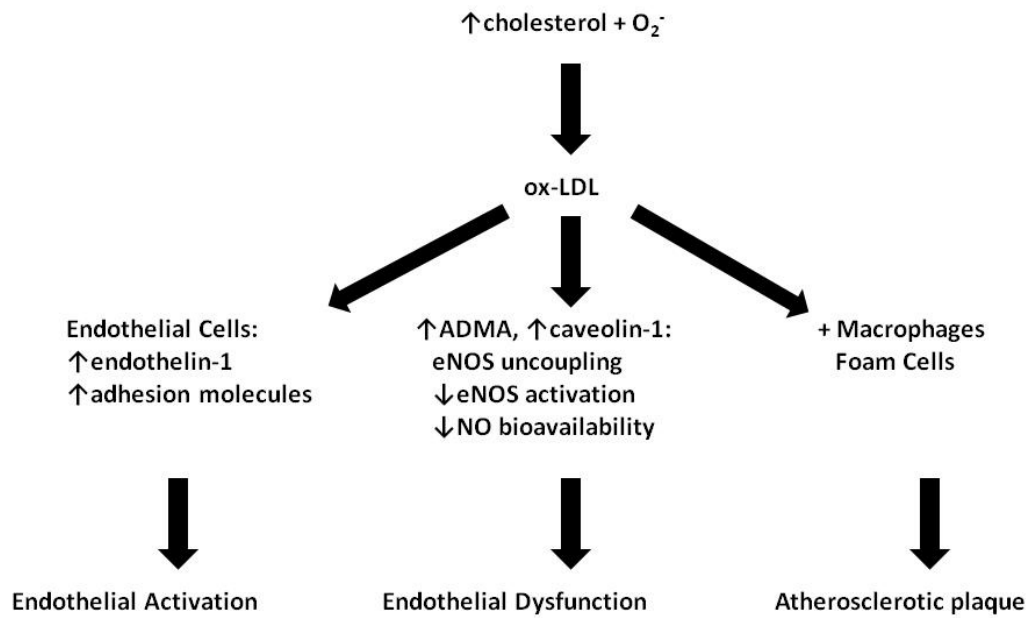 ↑cholesterol + O₂⁻
ox-LDL
Endothelial Cells:
↑endothelin-1
↑adhesion molecules
↑ADMA, ↑caveolin-1:
eNOS uncoupling
↓eNOS activation
↓NO bioavailability
+ Macrophages
Foam Cells
Endothelial Activation
Endothelial Dysfunction
Atherosclerotic plaque